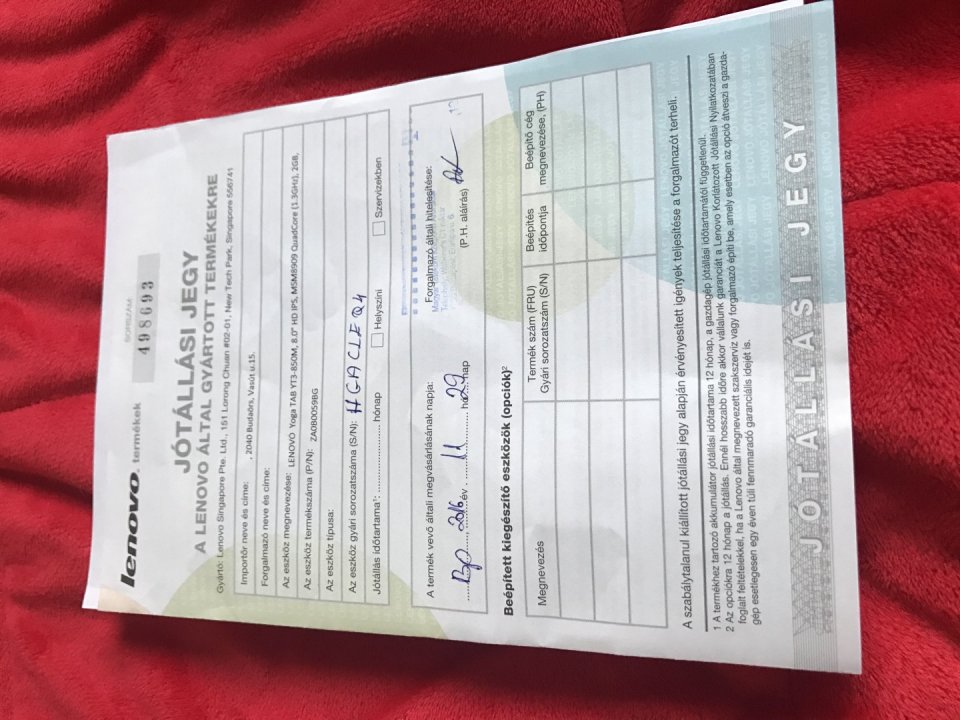 lenovo. termékek
SORSZÁM:
498693
JÓTÁLLÁSI JEGY
A LENOVO ÁLTAL GYÁRTOTT TERMÉKEKRE
Gyártó: Lenovo Singapore Pte. Ltd., 151 Lorong Chuan #02-01, New Tech Park, Singapore 556741
Importőr neve és címe:
, 2040 Budaörs, Vasút u.15.
Forgalmazó neve és címe:
Az eszköz megnevezése: LENOVO Yoga TAB YT3-850M, 8.0" HD IPS, MSM8909 QuadCore (1.3GHz), 2GB,
Az eszköz termékszáma (P/N): ZA0B0059BG
Az eszköz típusa:
Az eszköz gyári sorozatszáma (S/N): HGACLEQ4
Jótállás időtartama¹: .................... hónap Helyszíni Szervizekben
A termék vevő általi megvásárlásának napja: Forgalmazó általi hitelesítése:
Bp 2016 év 11 hó 29 nap (P.H. aláírás)
Beépített kiegészítő eszközök (opciók)²
Megnevezés
Termék szám (FRU)
Gyári sorozatszám (S/N)
Beépítés
időpontja
Beépítő cég
megnevezése, (PH)
A szabálytalanul kiállított jótállási jegy alapján érvényesített igények teljesítése a forgalmazót terheli.
1 A termékhez tartozó akkumulátor jótállási időtartama 12 hónap, a gazdagép jótállási időtartamától függetlenül.
2 Az opciókra 12 hónap a jótállás. Ennél hosszabb időre akkor vállalunk garanciát a Lenovo Korlátozott Jótállási Nyilatkozatában
foglalt feltételekkel, ha a Lenovo által megnevezett szakszerviz vagy forgalmazó építi be, amely esetben az opció átveszi a gazda-
gép esetlegesen egy éven túli fennmaradó garanciális idejét is.
JÓTÁLLÁSI JEGY